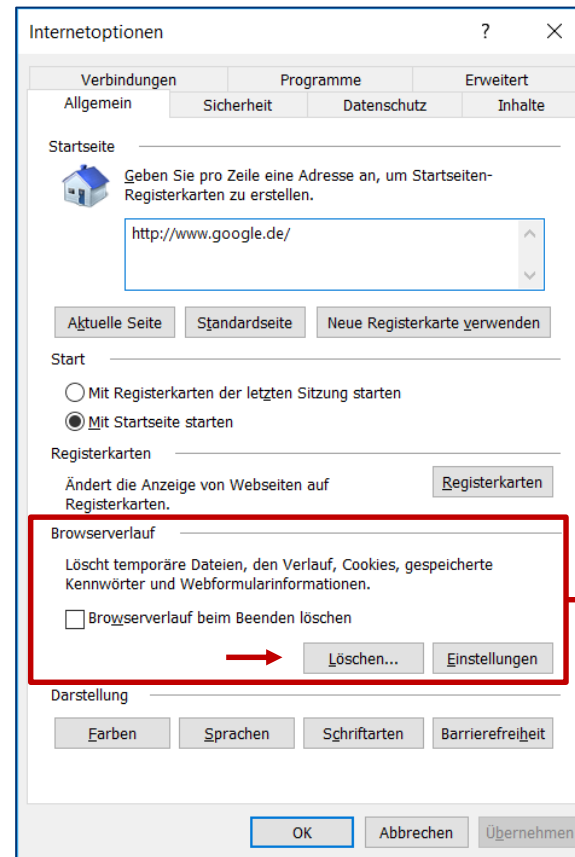 Internetoptionen ?
Verbindungen Programme Erweitert
Allgemein Sicherheit Datenschutz Inhalte
Startseite
Geben Sie pro Zeile eine Adresse an, um Startseiten-
Registerkarten zu erstellen.
http://www.google.de/
Aktuelle Seite Standardseite Neue Registerkarte verwenden
Start
Mit Registerkarten der letzten Sitzung starten
Mit Startseite starten
Registerkarten
Ändert die Anzeige von Webseiten auf
Registerkarten.
Registerkarten
Browserverlauf
Löscht temporäre Dateien, den Verlauf, Cookies, gespeicherte
Kennwörter und Webformularinformationen.
Browserverlauf beim Beenden löschen
Löschen... Einstellungen
Darstellung
Farben Sprachen Schriftarten Barrierefreiheit
OK Abbrechen Übernehmen